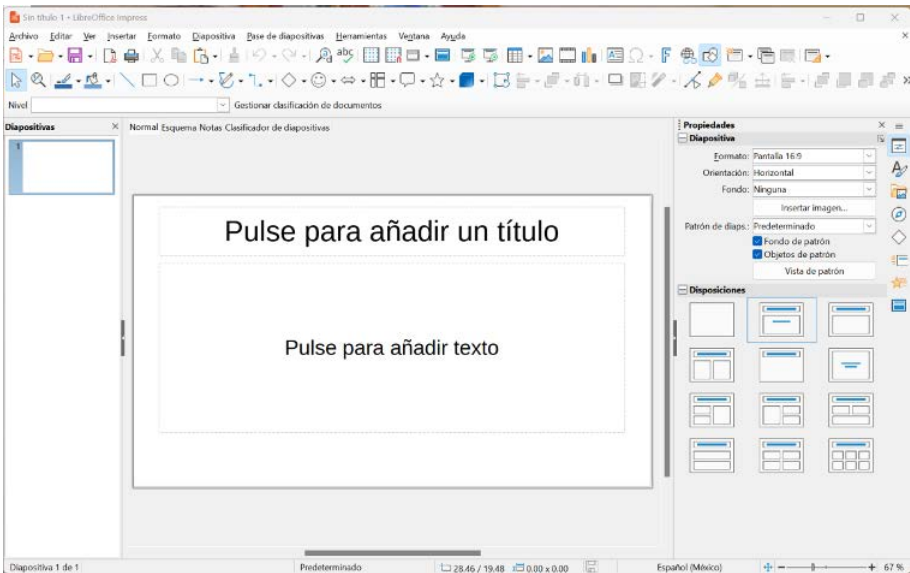 Sin título 1 - LibreOffice Impress
Archivo Editar Ver Insertar Formato Diapositiva Pase de diapositivas Herramientas Ventana Ayuda
Nivel Gestionar clasificación de documentos
Diapositivas
Normal Esquema Notas Clasificador de diapositivas
1
Pulse para añadir un título
Pulse para añadir texto
Propiedades
Diapositiva
Formato: Pantalla 16:9
Orientación: Horizontal
Fondo: Ninguna
Insertar imagen...
Patrón de diaps.: Predeterminado
Fondo de patrón
Objetos de patrón
Vista de patrón
Disposiciones
Diapositiva 1 de 1 Predeterminado 28.46 / 19.48 0.00 x 0.00 Español (México) 67 %